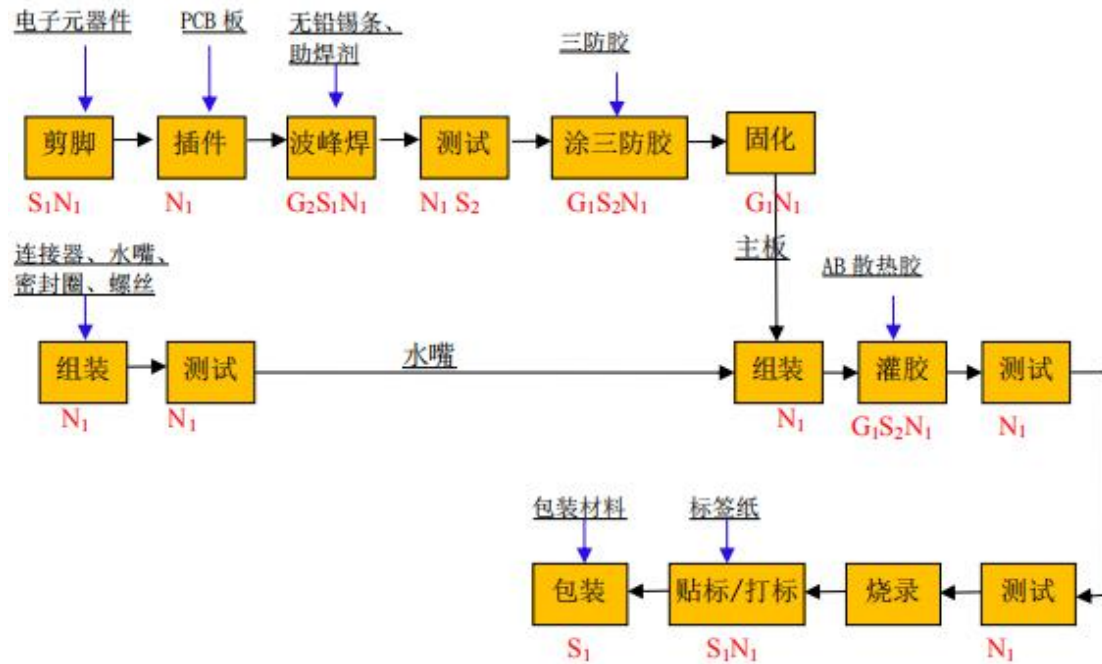 电子元器件
PCB 板
无铅锡条、
助焊剂
三防胶
剪脚
插件
波峰焊
测试
涂三防胶
固化
S₁N₁
N₁
G₂S₁N₁
N₁ S₂
G₁S₂N₁
G₁N₁
连接器、水嘴、
密封圈、螺丝
主板
AB 散热胶
组装
测试
水嘴
组装
灌胶
测试
N₁
N₁
N₁
G₁S₂N₁
N₁
包装材料
标签纸
包装
贴标/打标
烧录
测试
S₁
S₁N₁
N₁